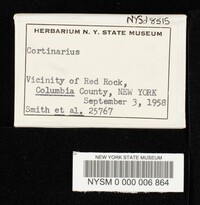 HERBARIUM N. Y. STATE MUSEUM
Cortinarius
Vicinity of Red Rock,
Columbia County, NEW YORK
September 3, 1958
Smith et al. 25767
NEW YORK STATE MUSEUM
NYSM 0 000 006 864